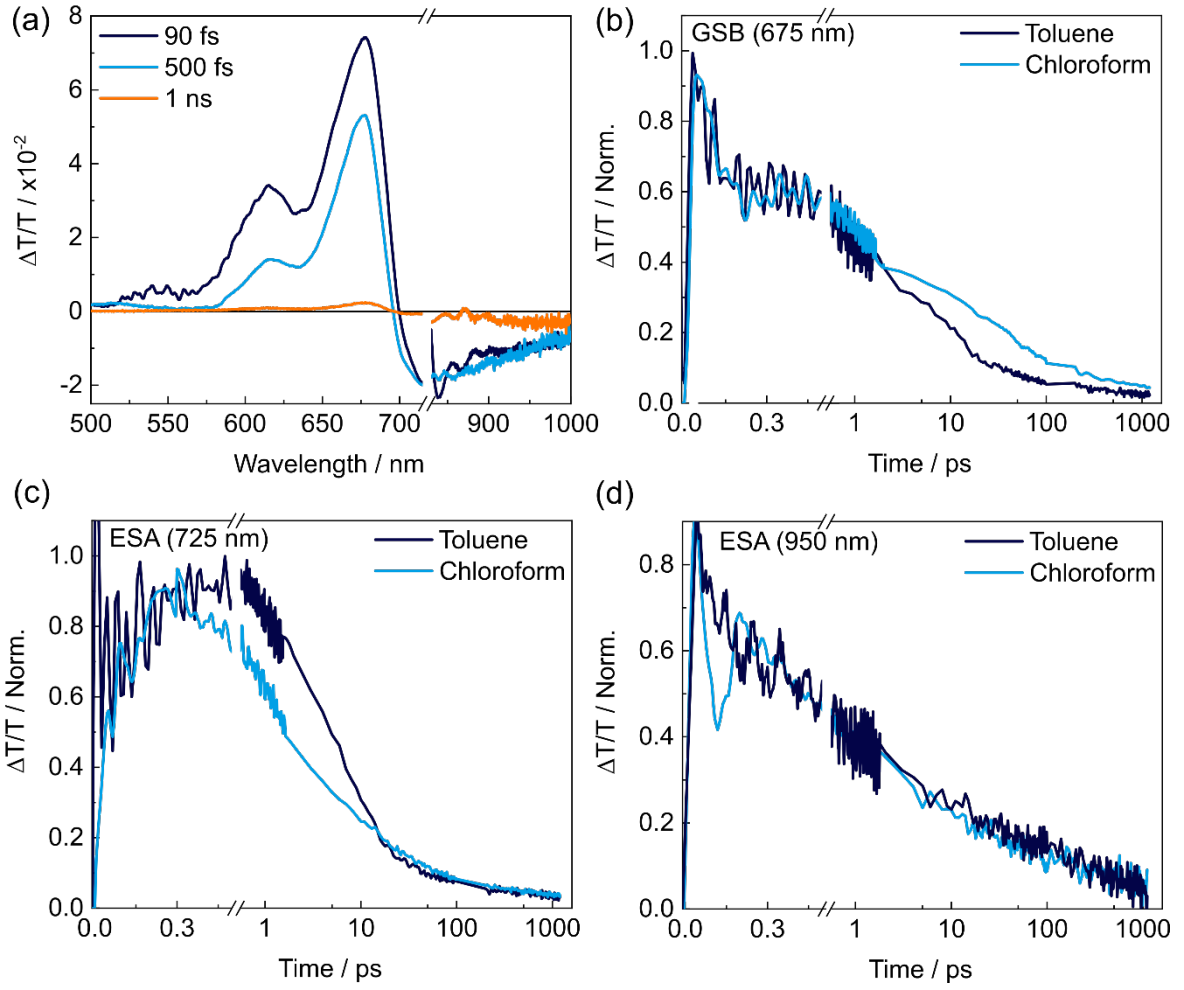 (a)
8
6
4
2
0
-2
ΔT/T / x10⁻²
90 fs
500 fs
1 ns
500 550 600 650 700 900 1000
Wavelength / nm
(b)
GSB (675 nm)
Toluene
Chloroform
1.0
0.8
0.6
0.4
0.2
0.0
ΔT/T / Norm.
0.0 0.3 1 10 100 1000
Time / ps
(c)
ESA (725 nm)
Toluene
Chloroform
1.0
0.8
0.6
0.4
0.2
0.0
ΔT/T / Norm.
0.0 0.3 1 10 100 1000
Time / ps
(d)
ESA (950 nm)
Toluene
Chloroform
0.8
0.6
0.4
0.2
0.0
ΔT/T / Norm.
0.0 0.3 1 10 100 1000
Time / ps